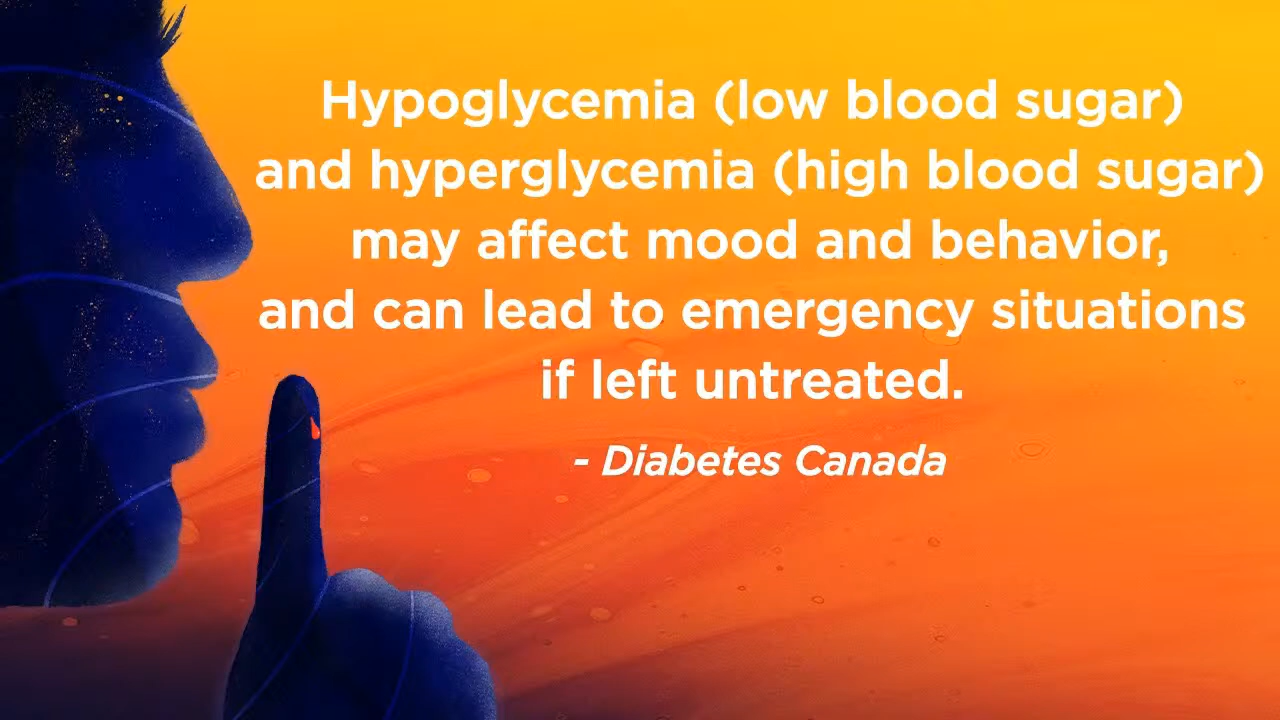 Hypoglycemia (low blood sugar)
and hyperglycemia (high blood sugar)
may affect mood and behavior,
and can lead to emergency situations
if left untreated.
- Diabetes Canada